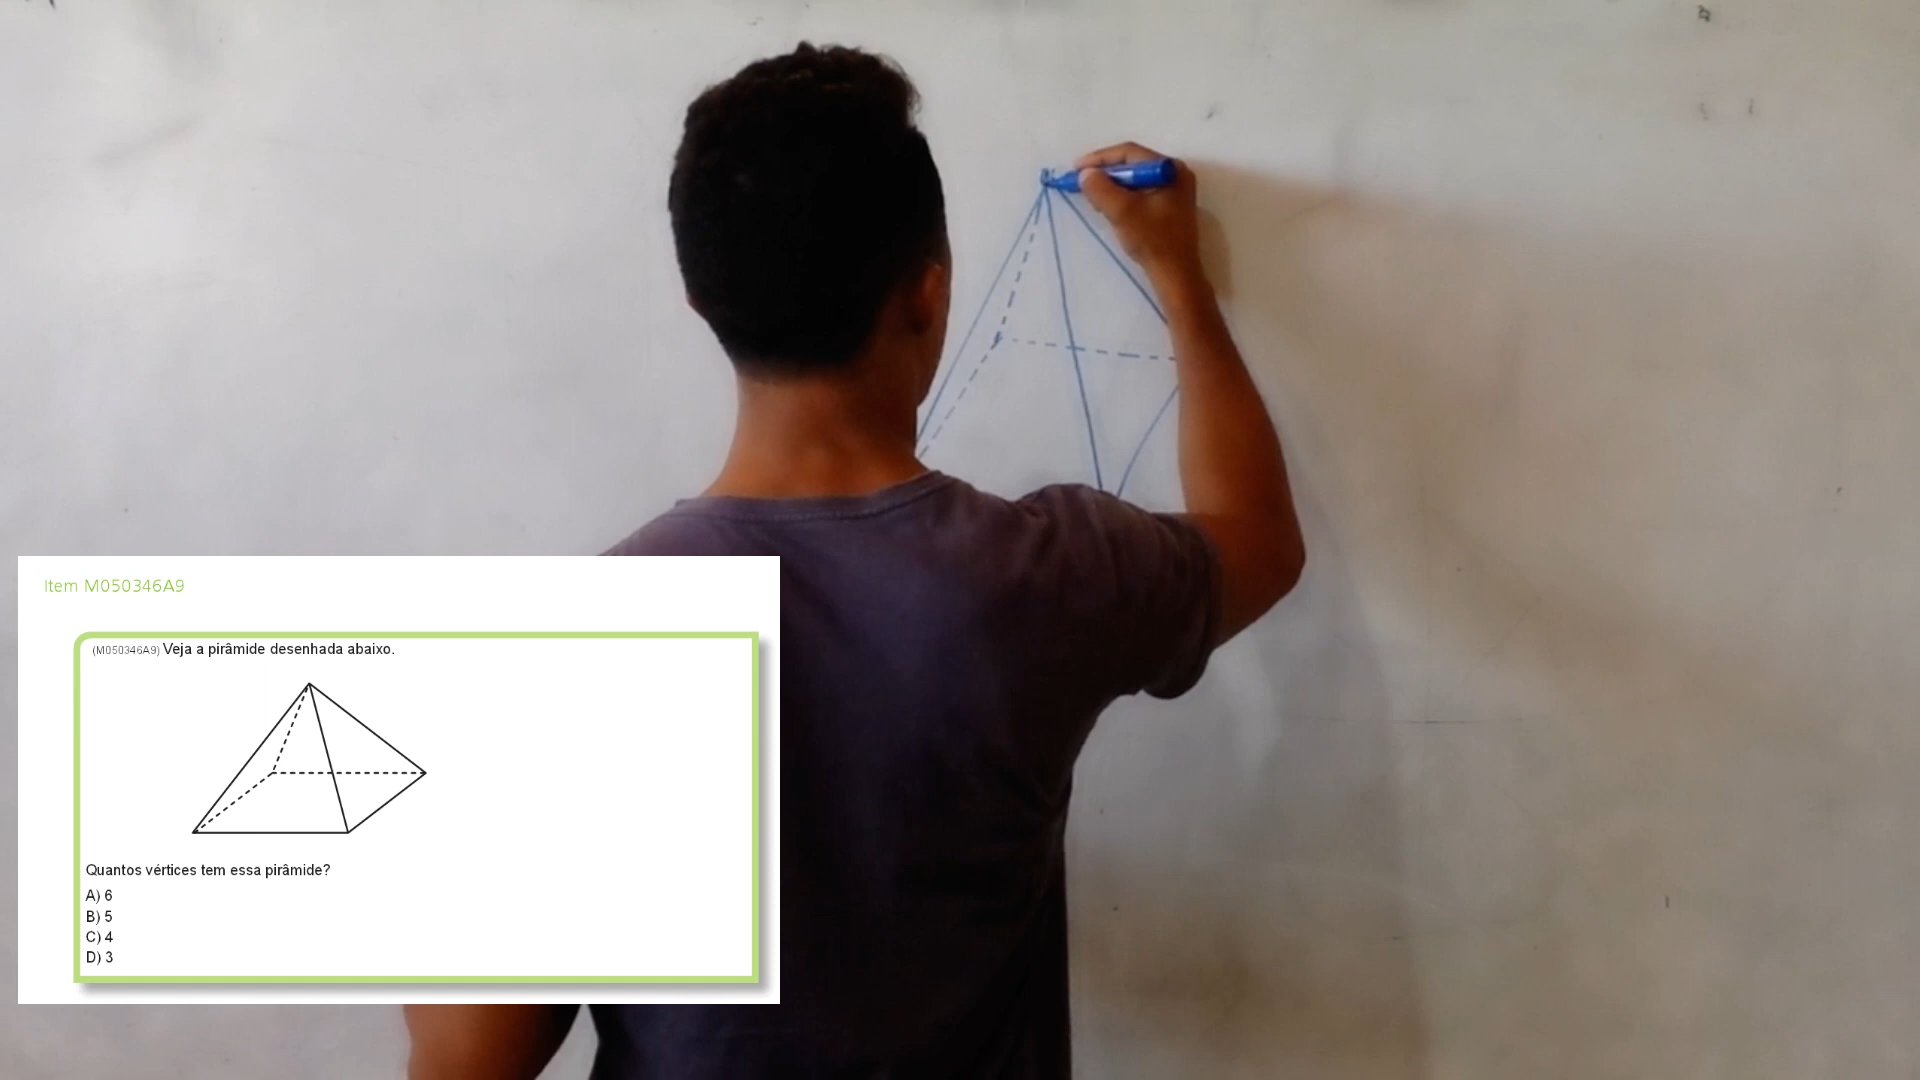 Item M050346A9
(M050346A9) Veja a pirâmide desenhada abaixo.
Quantos vértices tem essa pirâmide?
A) 6
B) 5
C) 4
D) 3